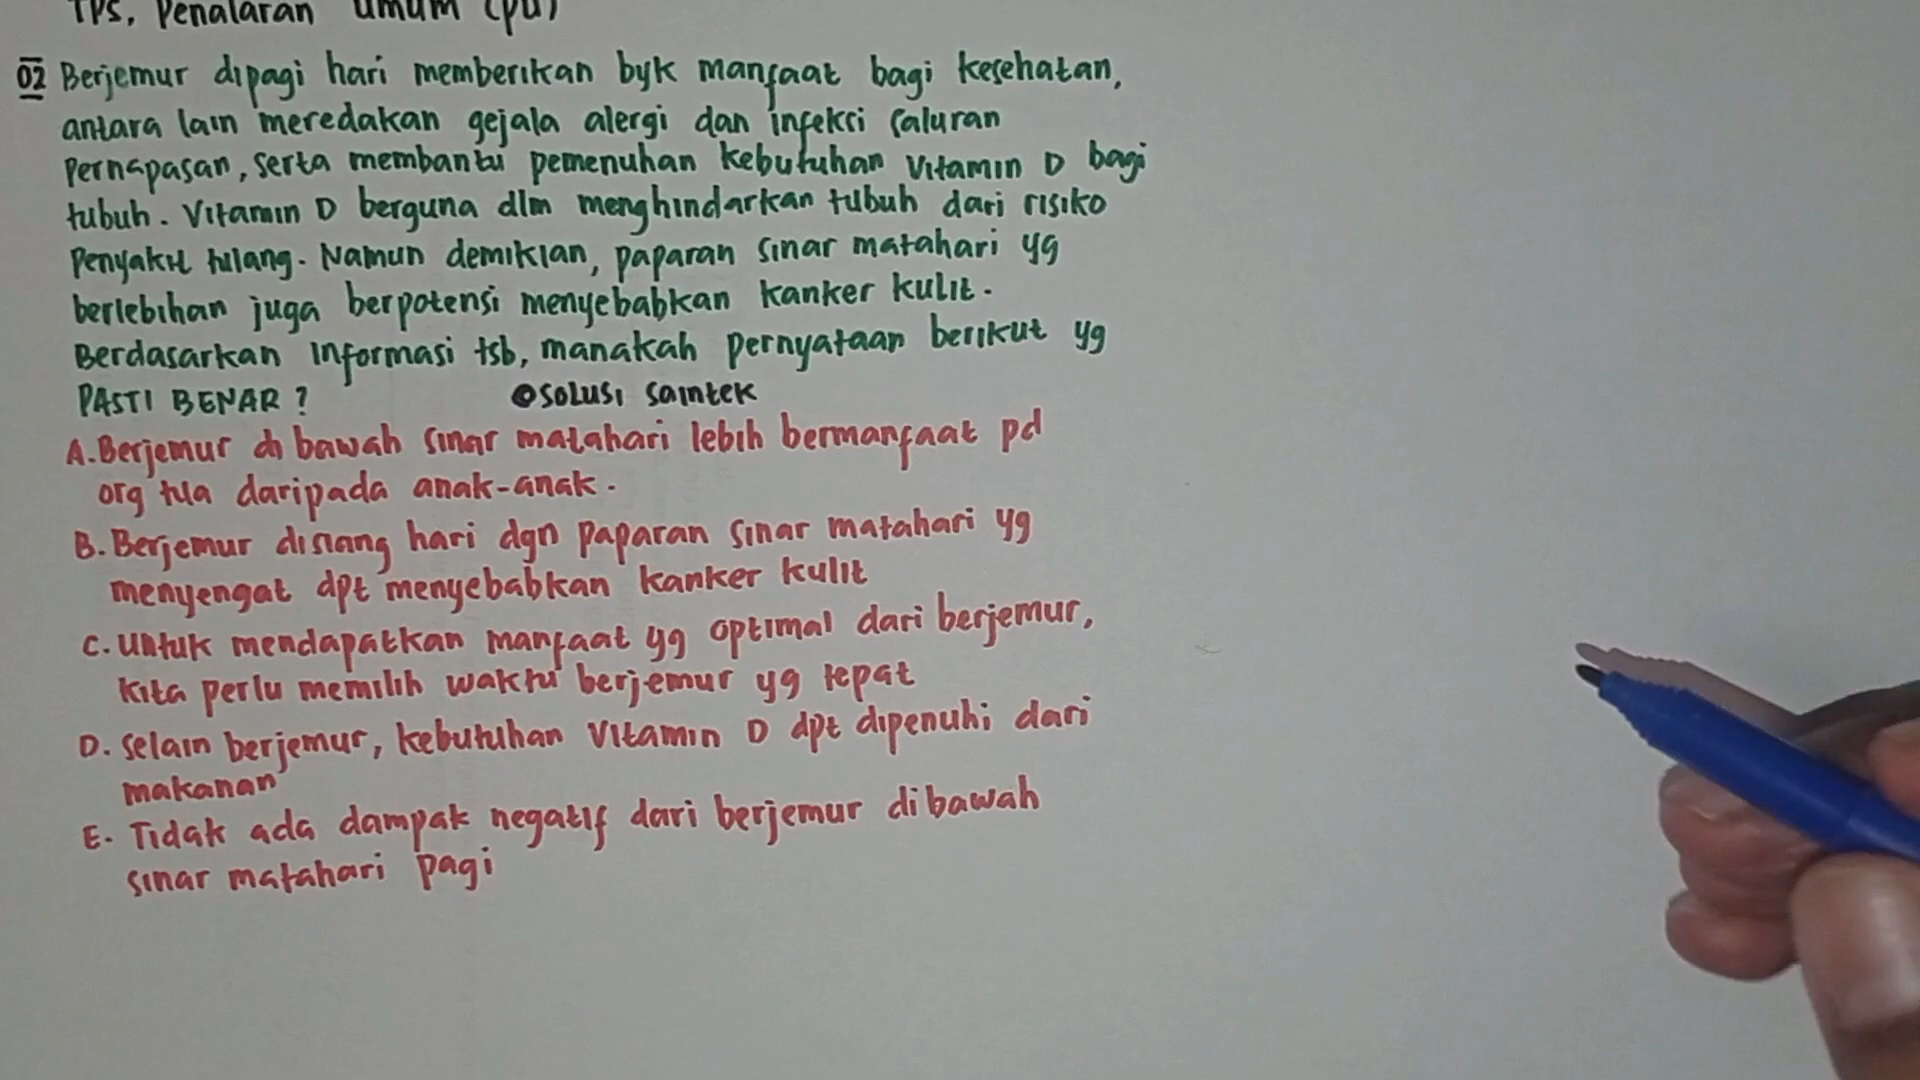 TPS, Penalaran Umum (PU)
02 Berjemur dipagi hari memberikan byk manfaat bagi kesehatan,
antara lain meredakan gejala alergi dan infeksi saluran
Pernapasan, serta membantu pemenuhan kebutuhan Vitamin D bagi
tubuh. Vitamin D berguna dlm menghindarkan tubuh dari risiko
Penyakit tulang. Namun demikian, paparan sinar matahari yg
berlebihan juga berpotensi menyebabkan kanker kulit.
Berdasarkan informasi tsb, manakah pernyataan berikut yg
PASTI BENAR? @solusi saintek
A. Berjemur di bawah sinar matahari lebih bermanfaat pd
org tua daripada anak-anak.
B. Berjemur disiang hari dgn paparan sinar matahari yg
menyengat dpt menyebabkan kanker kulit
C. Untuk mendapatkan manfaat yg optimal dari berjemur,
kita perlu memilih waktu berjemur yg tepat
D. Selain berjemur, kebutuhan Vitamin D dpt dipenuhi dari
makanan
E. Tidak ada dampak negatif dari berjemur dibawah
sinar matahari pagi